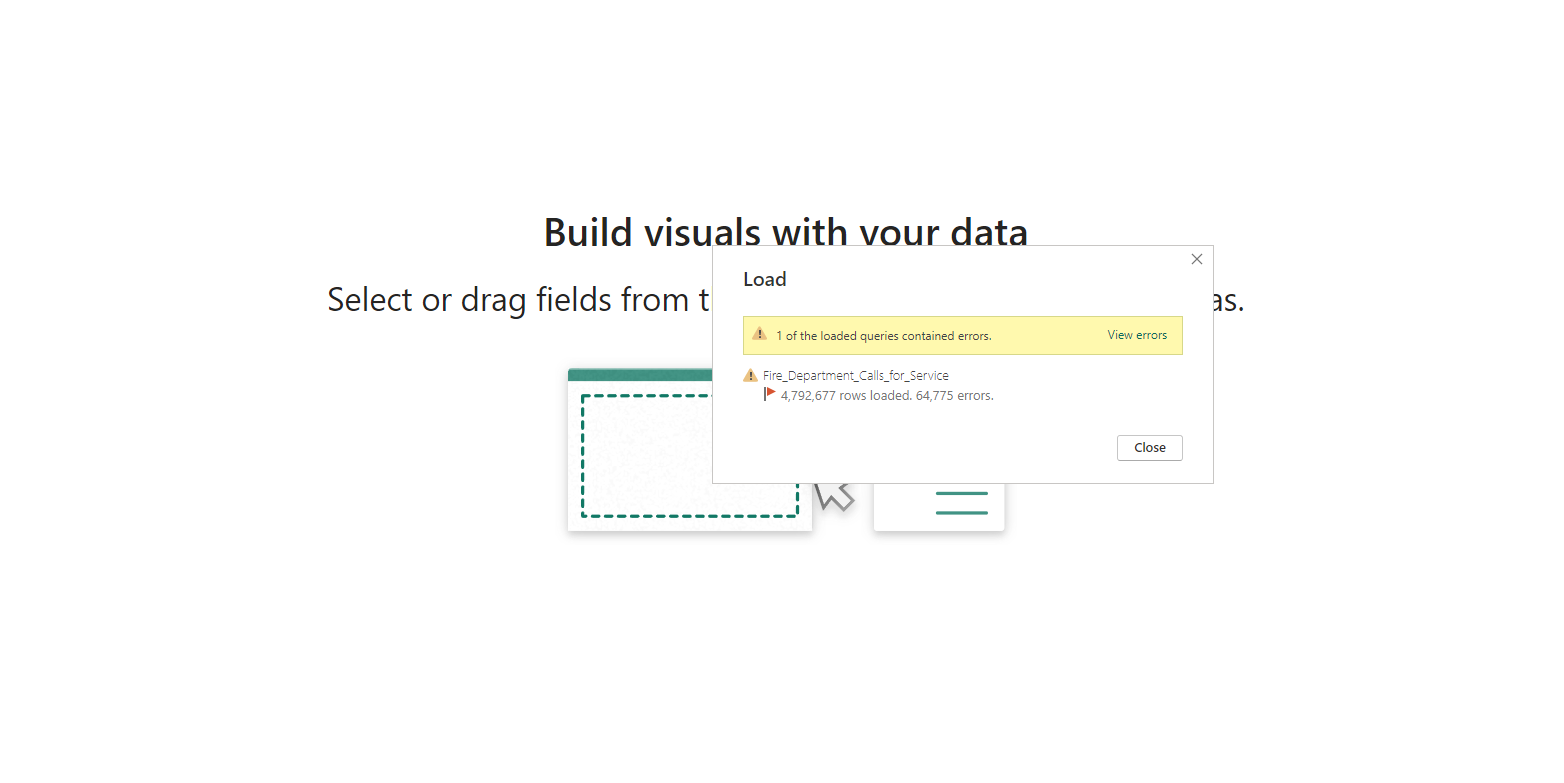 Build visuals with your data
Select or drag fields from t
as.
Load
1 of the loaded queries contained errors.
View errors
Fire_Department_Calls_for_Service
4,792,677 rows loaded. 64,775 errors.
Close